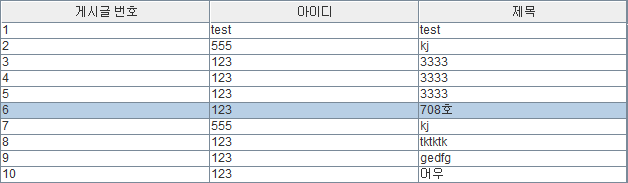 게시글 번호 아이디 제목
1 test test
2 555 kj
3 123 3333
4 123 3333
5 123 3333
6 123 708호
7 555 kj
8 123 tktktk
9 123 gedfg
10 123 어우